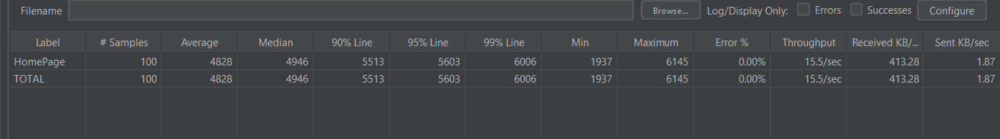 Filename Browse... Log/Display Only: Errors Successes Configure
Label # Samples Average Median 90% Line 95% Line 99% Line Min Maximum Error % Throughput Received KB/... Sent KB/sec
HomePage 100 4828 4946 5513 5603 6006 1937 6145 0.00% 15.5/sec 413.28 1.87
TOTAL 100 4828 4946 5513 5603 6006 1937 6145 0.00% 15.5/sec 413.28 1.87